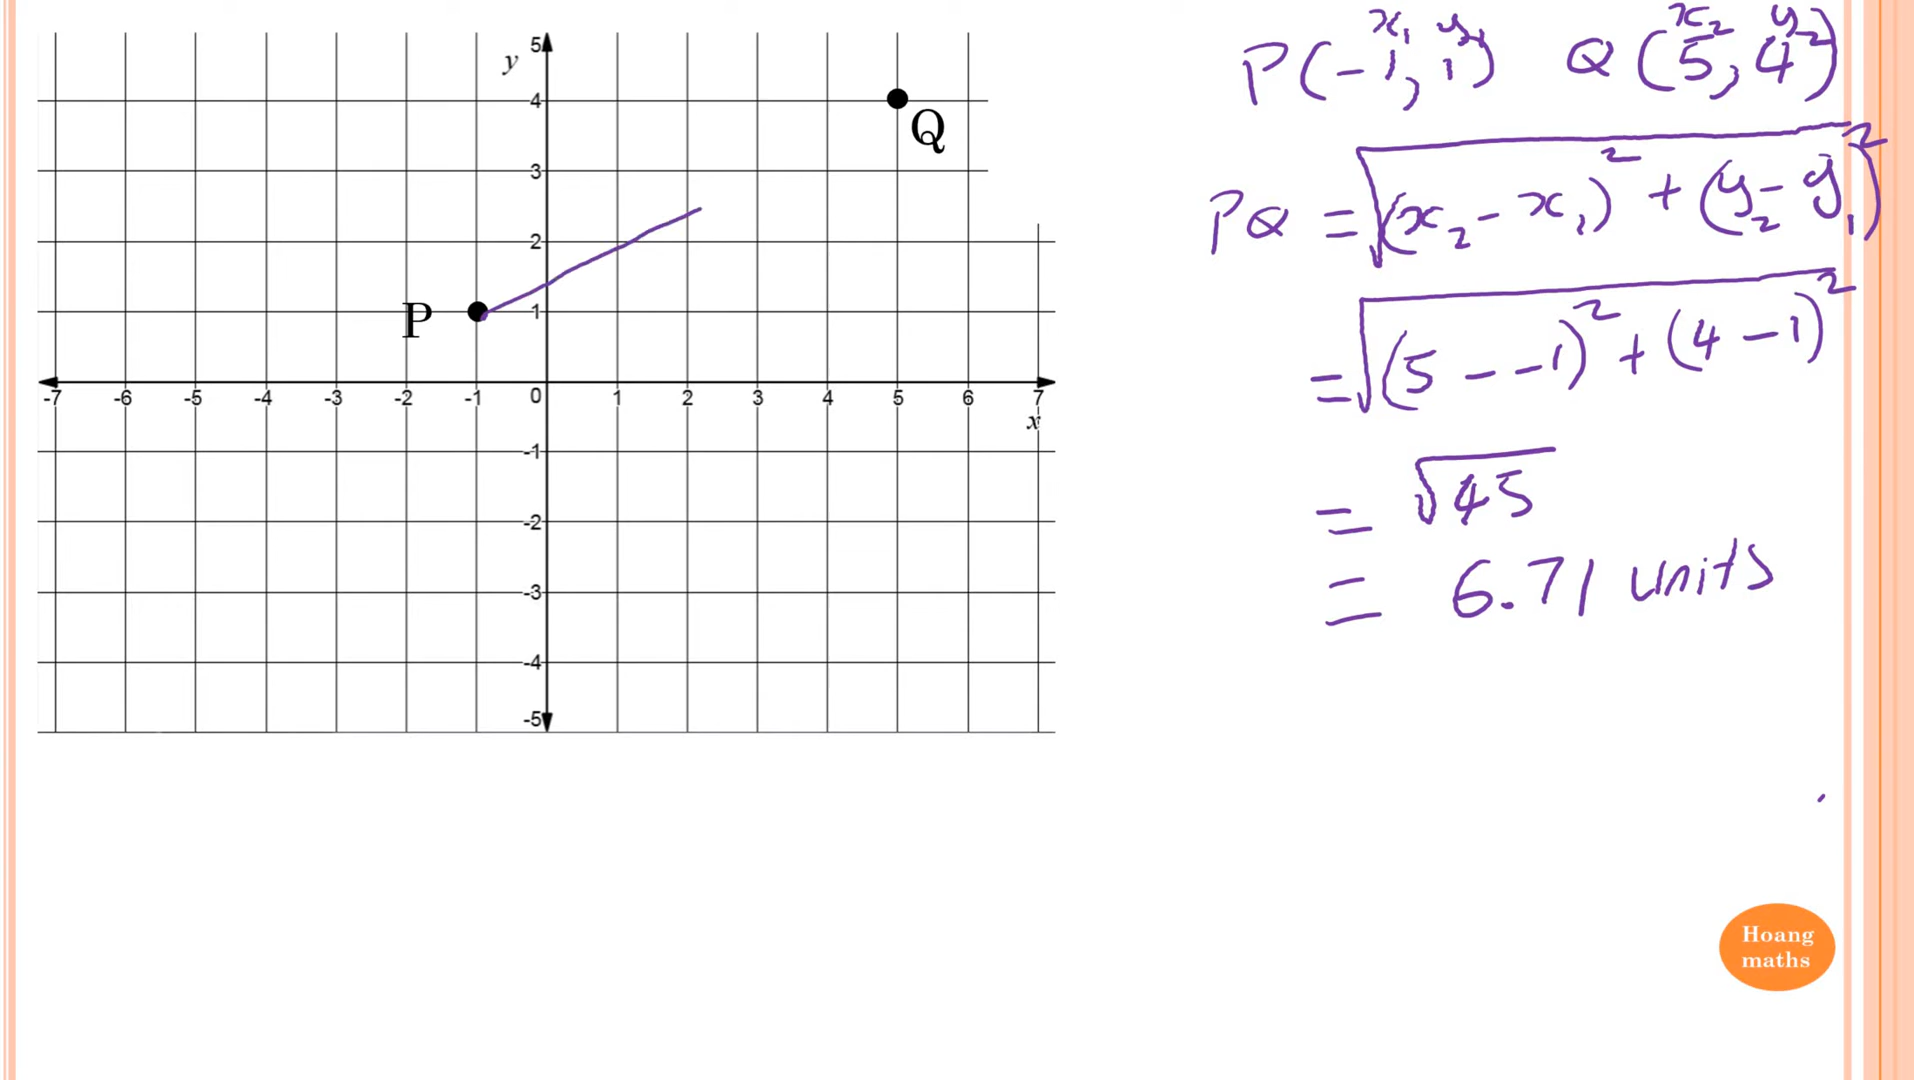 P(-1, 1) Q(5, 4)
x₁ y₁ x₂ y₂
PQ = √(x₂ - x₁)² + (y₂ - y₁)²
= √(5 - -1)² + (4 - 1)²
= √45
= 6.71 units
y
5
4
3
2
1
-7 -6 -5 -4 -3 -2 -1 0 1 2 3 4 5 6 7
x
-1
-2
-3
-4
-5
P
Q
Hoang
maths